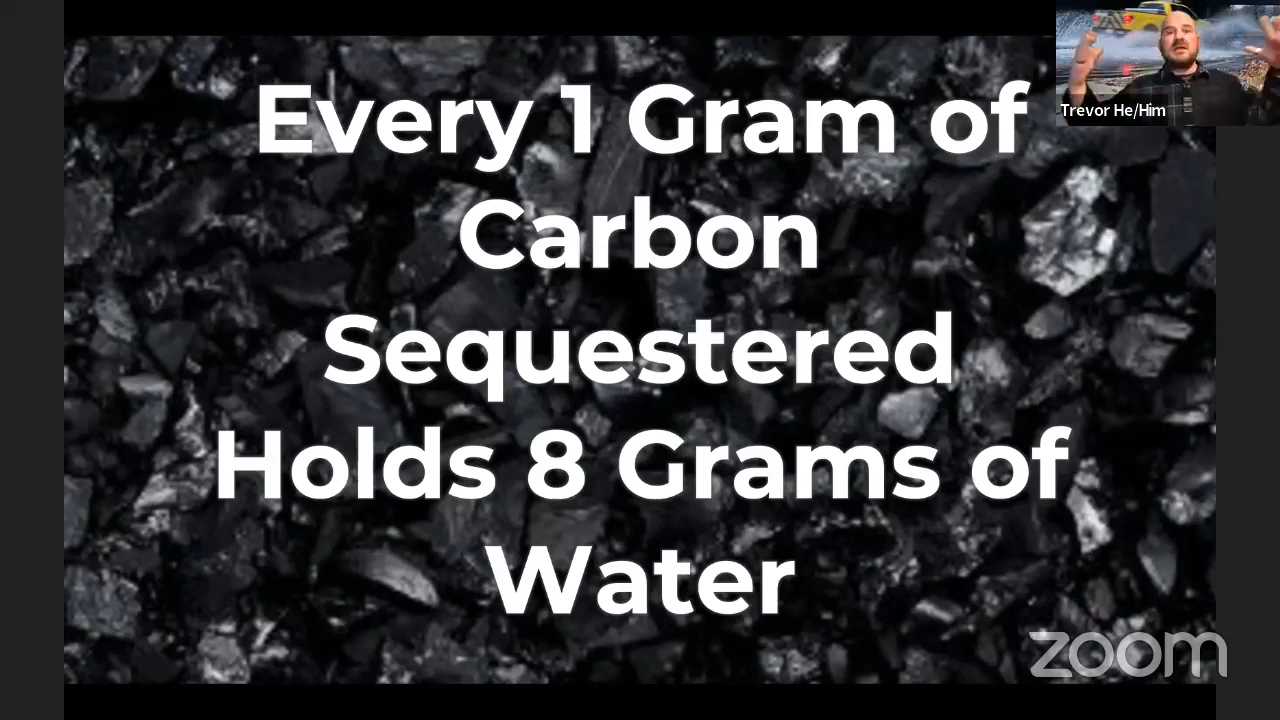 Every 1 Gram of
Carbon
Sequestered
Holds 8 Grams of
Water
Trevor He/Him
zoom